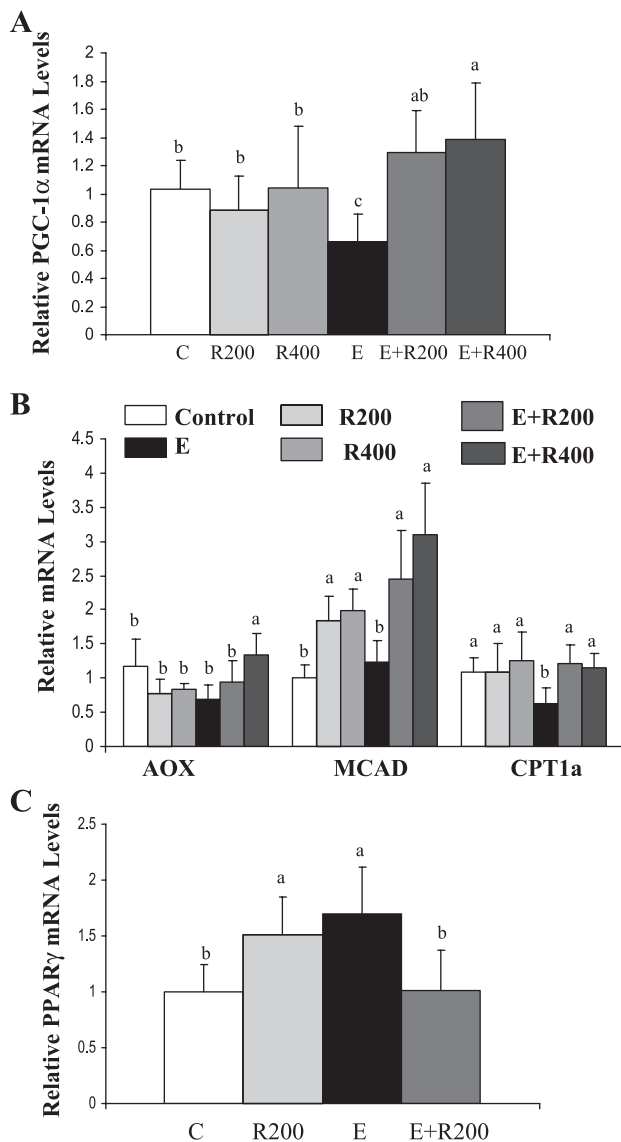 A
Relative PGC-1α mRNA Levels
2
1.8
1.6
1.4
1.2
1
0.8
0.6
0.4
0.2
0
b
b
b
c
ab
a
C R200 R400 E E+R200 E+R400
B
Control R200 E+R200
E R400 E+R400
Relative mRNA Levels
4.5
4
3.5
3
2.5
2
1.5
1
0.5
0
b b b b b a
b a a b a a
a a a b a a
AOX MCAD CPT1a
C
Relative PPARγ mRNA Levels
2.5
2
1.5
1
0.5
0
b
a
a
b
C R200 E E+R200